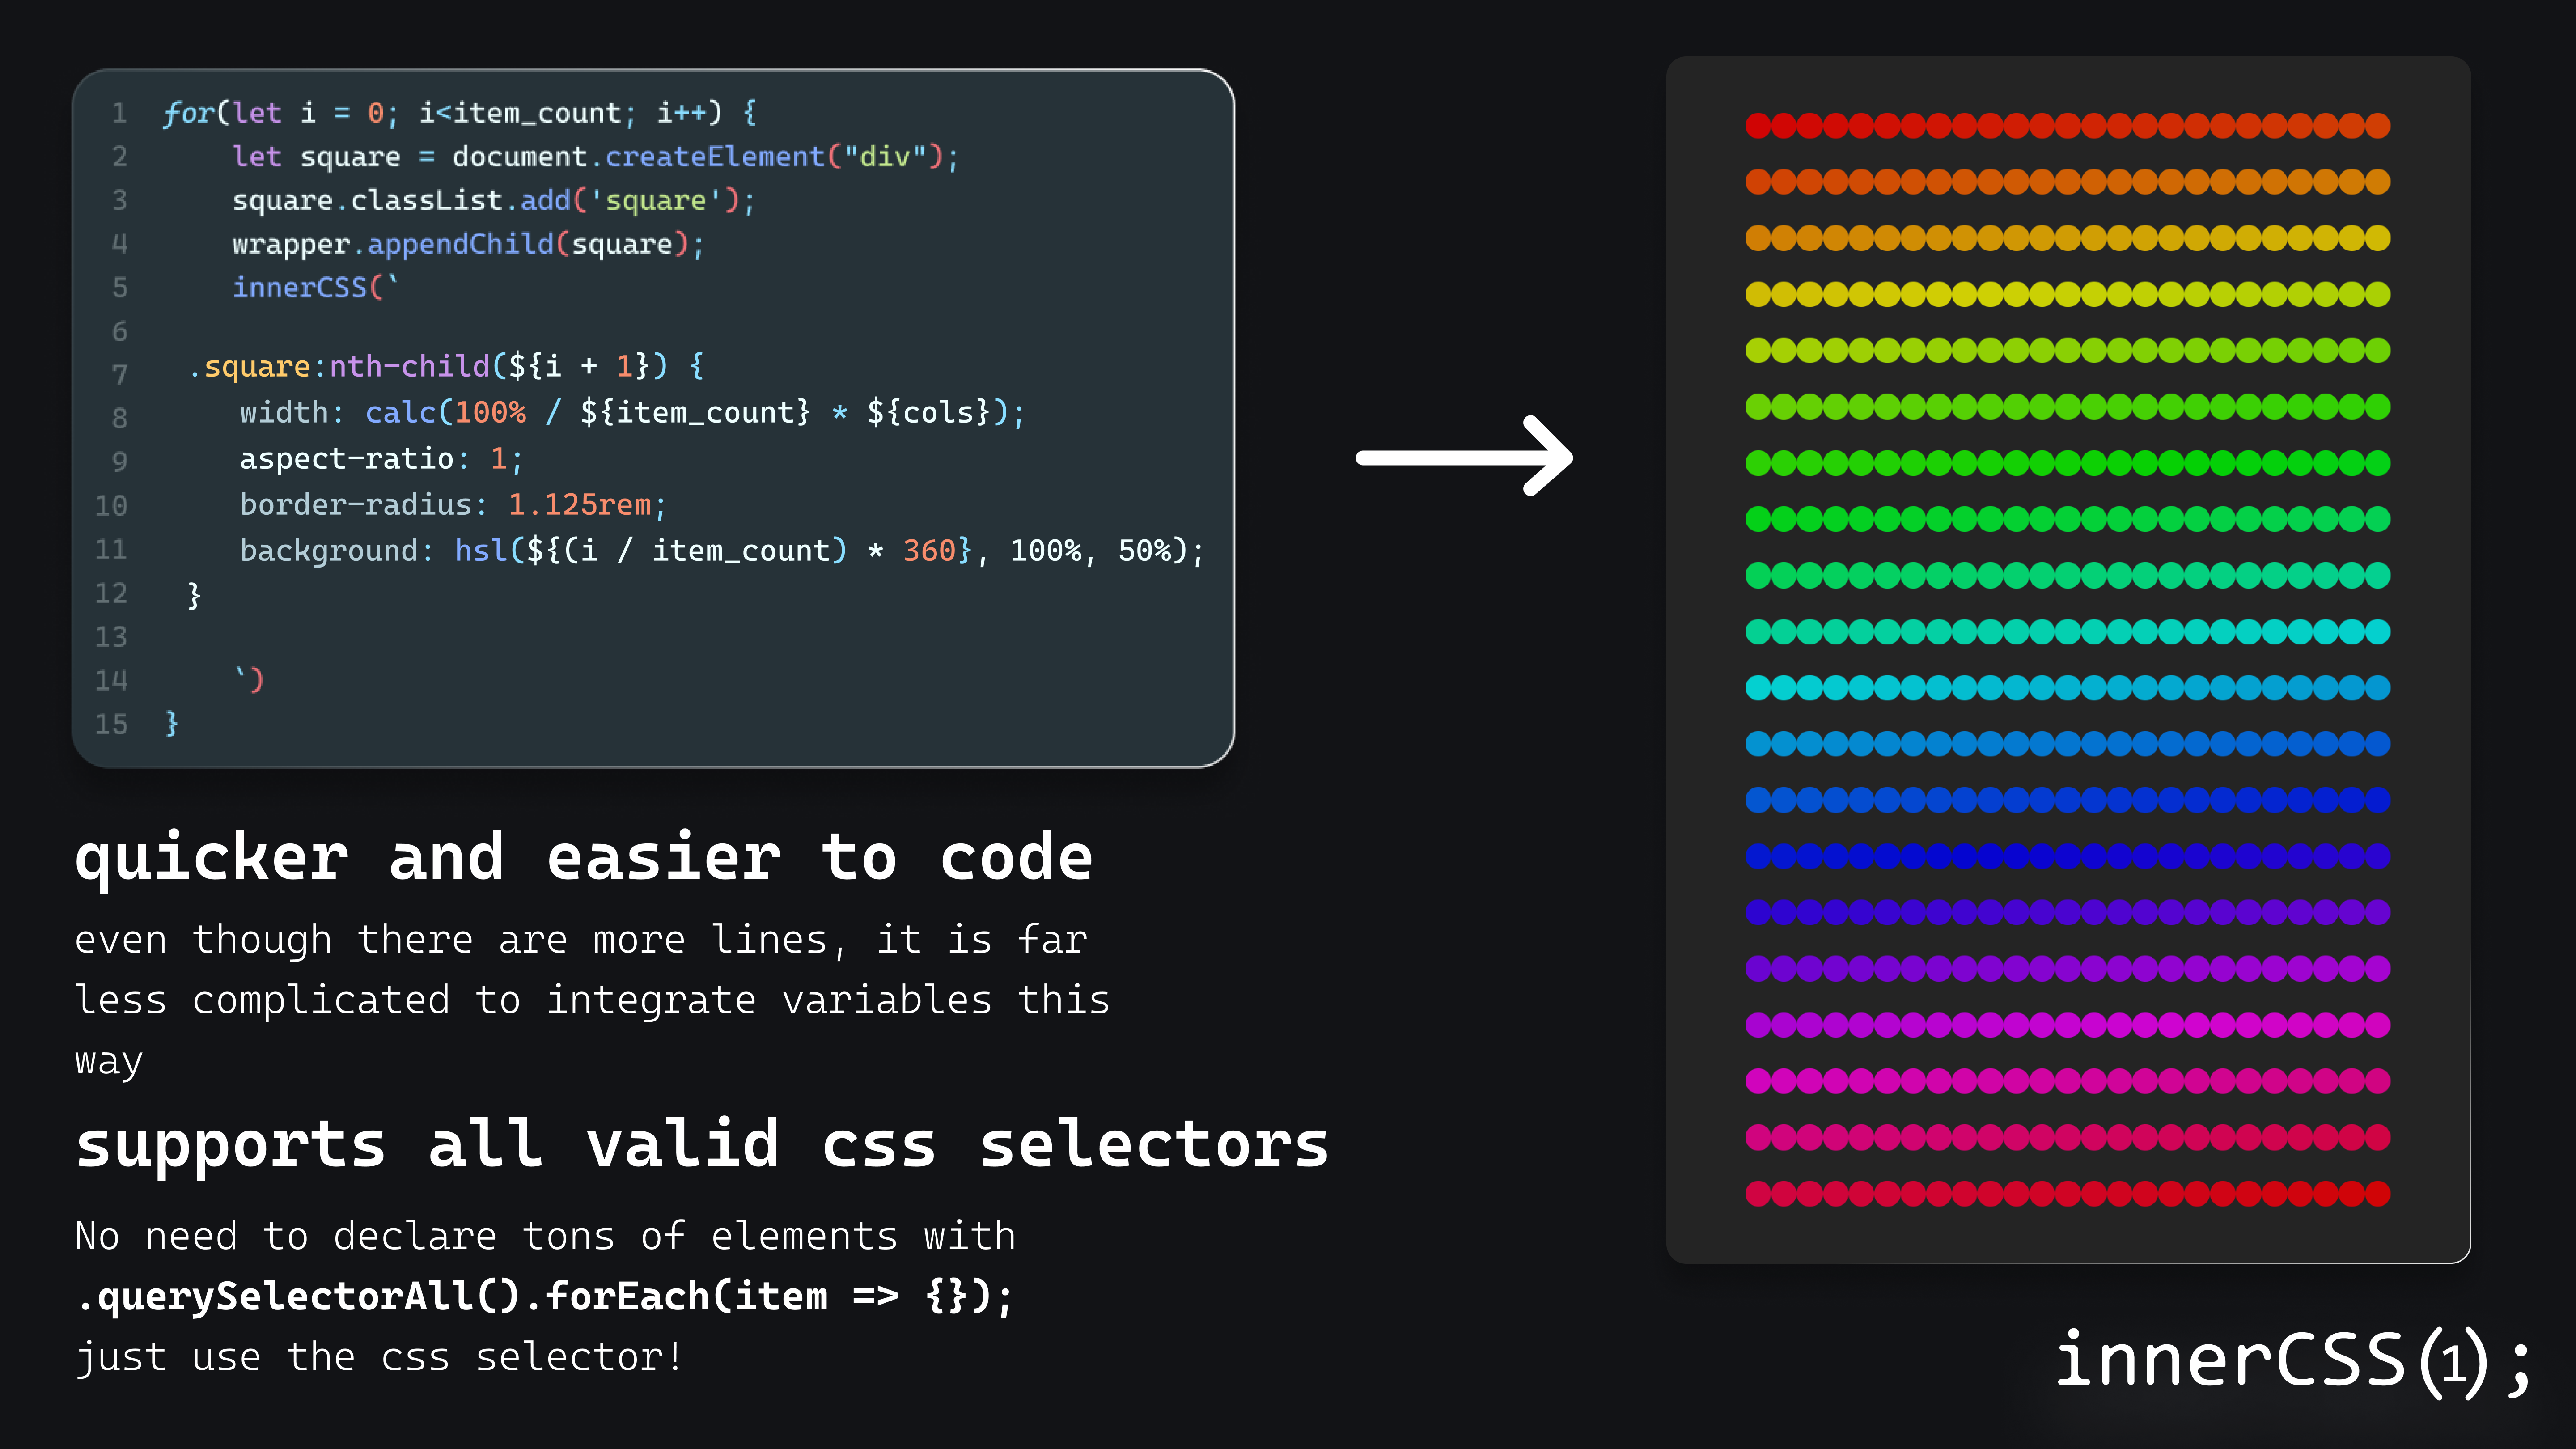 1 for(let i = 0; i<item_count; i++) {
2 let square = document.createElement("div");
3 square.classList.add('square');
4 wrapper.appendChild(square);
5 innerCSS(`
6
7 .square:nth-child(${i + 1}) {
8 width: calc(100% / ${item_count} * ${cols});
9 aspect-ratio: 1;
10 border-radius: 1.125rem;
11 background: hsl(${(i / item_count) * 360}, 100%, 50%);
12 }
13
14 `)
15 }
quicker and easier to code
even though there are more lines, it is far
less complicated to integrate variables this
way
supports all valid css selectors
No need to declare tons of elements with
.querySelectorAll().forEach(item => {});
just use the css selector!
innerCSS(1);